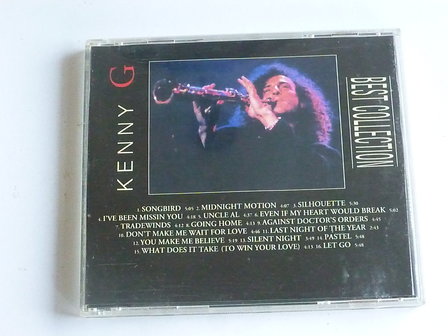 KENNY G
BEST COLLECTION
1. SONGBIRD 5:05 2. MIDNIGHT MOTION 4:07 3. SILHOUETTE 5:30
4. I'VE BEEN MISSIN YOU 4:18 5. UNCLE AL 4:37 6. EVEN IF MY HEART WOULD BREAK 5:02
7. TRADEWINDS 4:12 8. GOING HOME 4:13 9. AGAINST DOCTOR'S ORDERS 4:45
10. DON'T MAKE ME WAIT FOR LOVE 4:06 11. LAST NIGHT OF THE YEAR 2:43
12. YOU MAKE ME BELIEVE 5:19 13. SILENT NIGHT 3:49 14. PASTEL 5:48
15. WHAT DOES IT TAKE (TO WIN YOUR LOVE) 4:13 16. LET GO 5:48